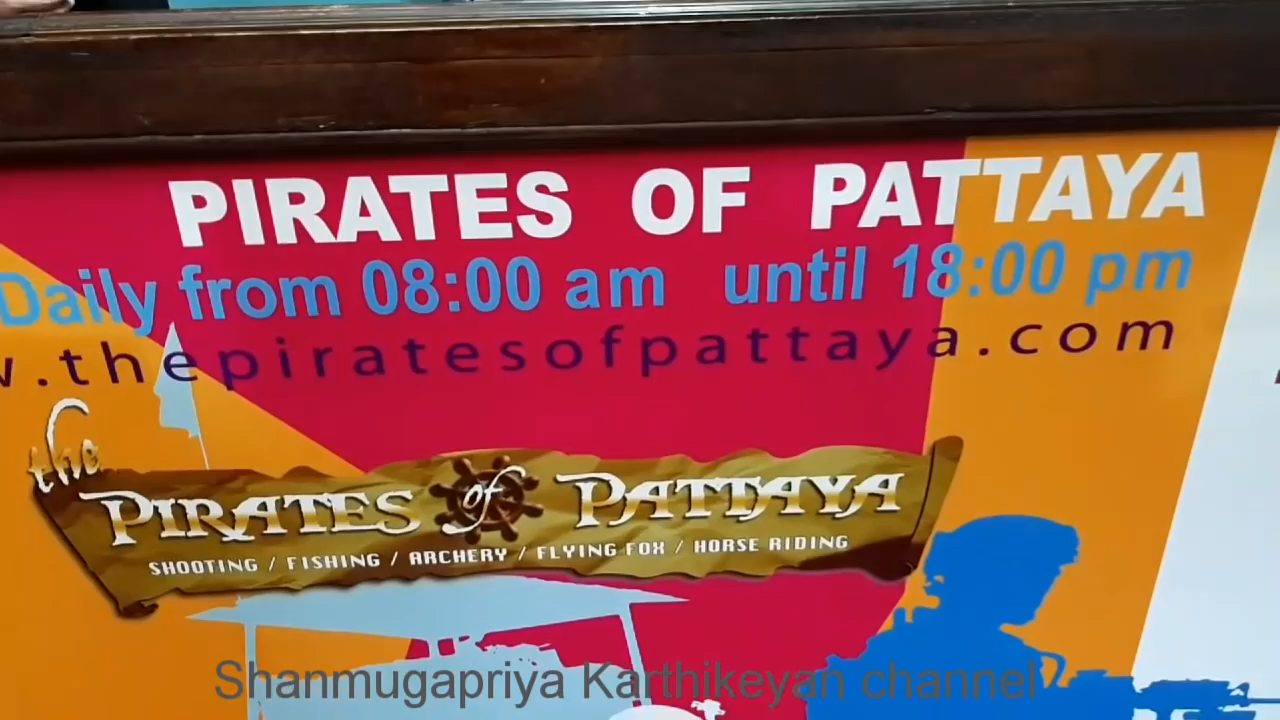 PIRATES OF PATTAYA
Daily from 08:00 am until 18:00 pm
w.thepiratesofpattaya.com
the
PIRATES of PATTAYA
SHOOTING / FISHING / ARCHERY / FLYING FOX / HORSE RIDING
Shanmugapriya Karthikeyan channel